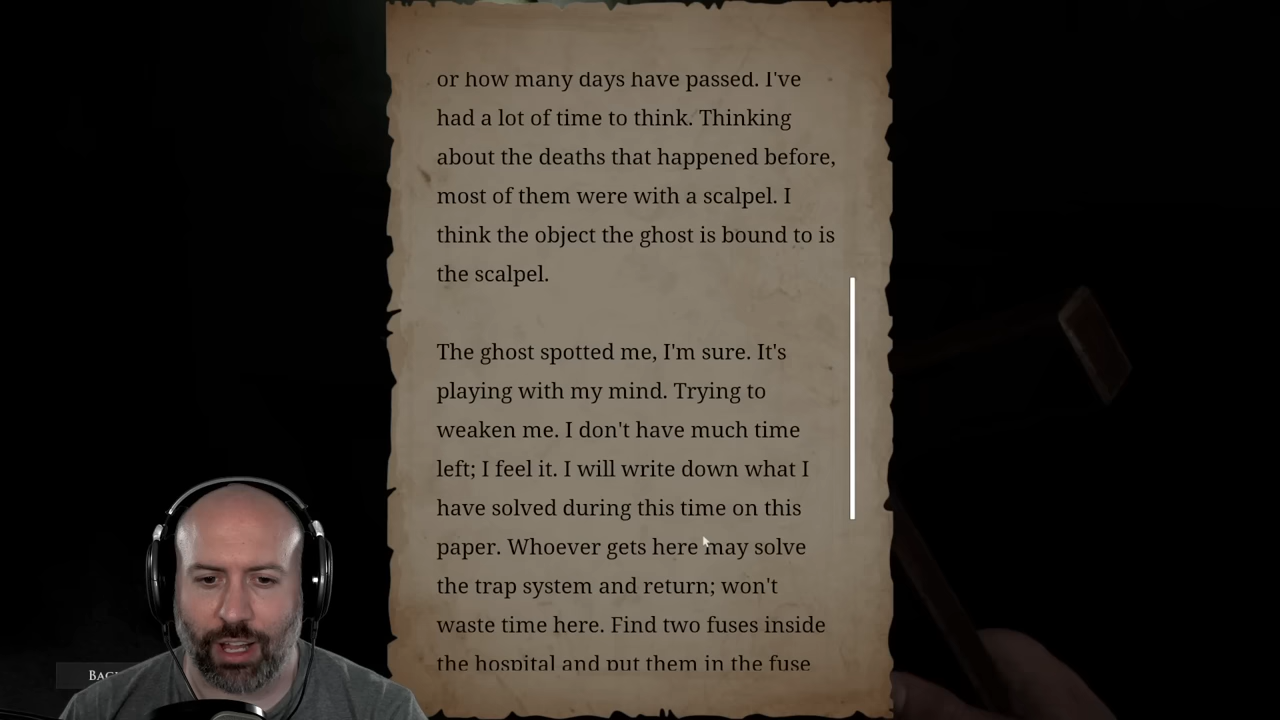 or how many days have passed. I've
had a lot of time to think. Thinking
about the deaths that happened before,
most of them were with a scalpel. I
think the object the ghost is bound to is
the scalpel.
The ghost spotted me, I'm sure. It's
playing with my mind. Trying to
weaken me. I don't have much time
left; I feel it. I will write down what I
have solved during this time on this
paper. Whoever gets here may solve
the trap system and return; won't
waste time here. Find two fuses inside
the hospital and put them in the fuse